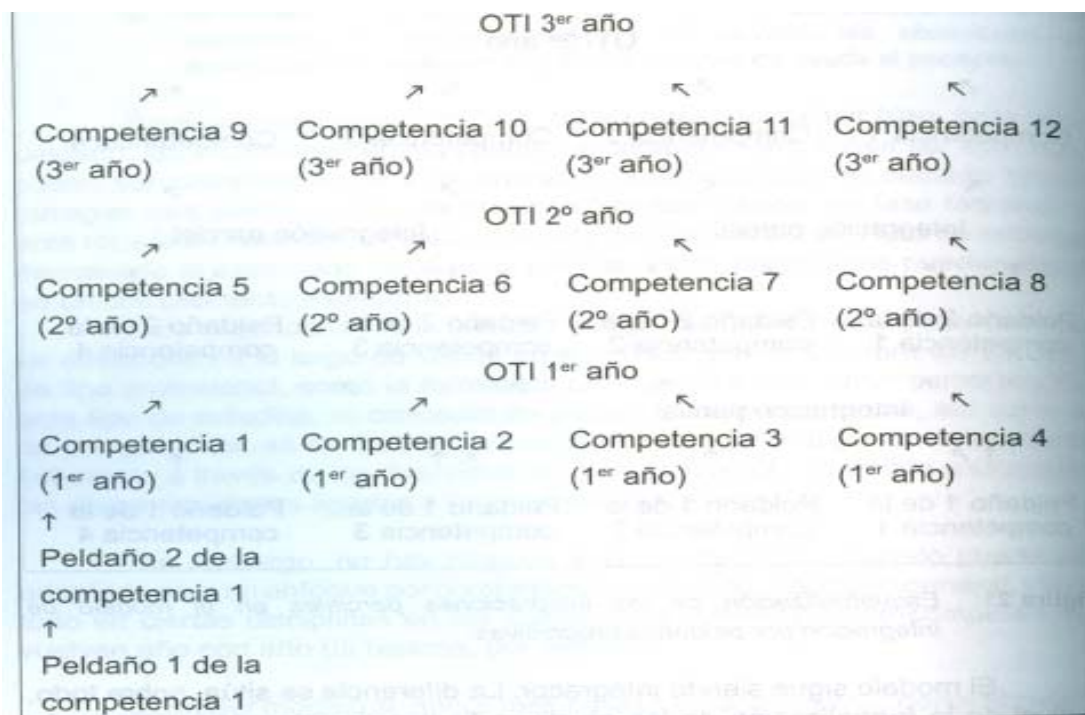 OTI 3er año
↗ ↗ ↖ ↖
Competencia 9 Competencia 10 Competencia 11 Competencia 12
(3er año) (3er año) (3er año) (3er año)
OTI 2º año
↗ ↗ ↖ ↖
Competencia 5 Competencia 6 Competencia 7 Competencia 8
(2º año) (2º año) (2º año) (2º año)
OTI 1er año
↗ ↗ ↖ ↖
Competencia 1 Competencia 2 Competencia 3 Competencia 4
(1er año) (1er año) (1er año) (1er año)
↑
Peldaño 2 de la
competencia 1
↑
Peldaño 1 de la
competencia 1